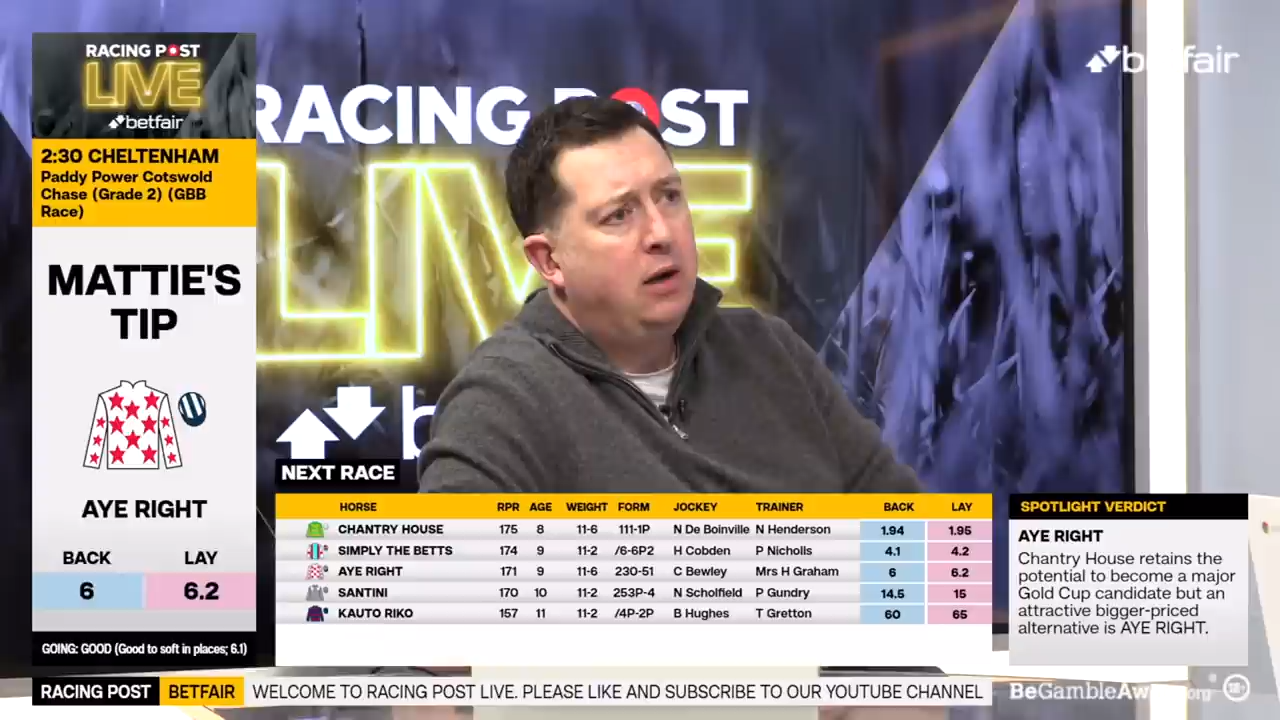 RACING POST
LIVE
betfair
2:30 CHELTENHAM
Paddy Power Cotswold
Chase (Grade 2) (GBB
Race)
MATTIE'S
TIP
AYE RIGHT
BACK LAY
6 6.2
GOING: GOOD (Good to soft in places; 6.1)
RACING POST
LIVE
betfair
NEXT RACE
HORSE RPR AGE WEIGHT FORM JOCKEY TRAINER BACK LAY
CHANTRY HOUSE 175 8 11-6 111-1P N De Boinville N Henderson 1.94 1.95
SIMPLY THE BETTS 174 9 11-2 /6-6P2 H Cobden P Nicholls 4.1 4.2
AYE RIGHT 171 9 11-6 230-51 C Bewley Mrs H Graham 6 6.2
SANTINI 170 10 11-2 253P-4 N Scholfield P Gundry 14.5 15
KAUTO RIKO 157 11 11-2 /4P-2P B Hughes T Gretton 60 65
SPOTLIGHT VERDICT
AYE RIGHT
Chantry House retains the
potential to become a major
Gold Cup candidate but an
attractive bigger-priced
alternative is AYE RIGHT.
RACING POST BETFAIR WELCOME TO RACING POST LIVE. PLEASE LIKE AND SUBSCRIBE TO OUR YOUTUBE CHANNEL
BeGambleAware.org 18+